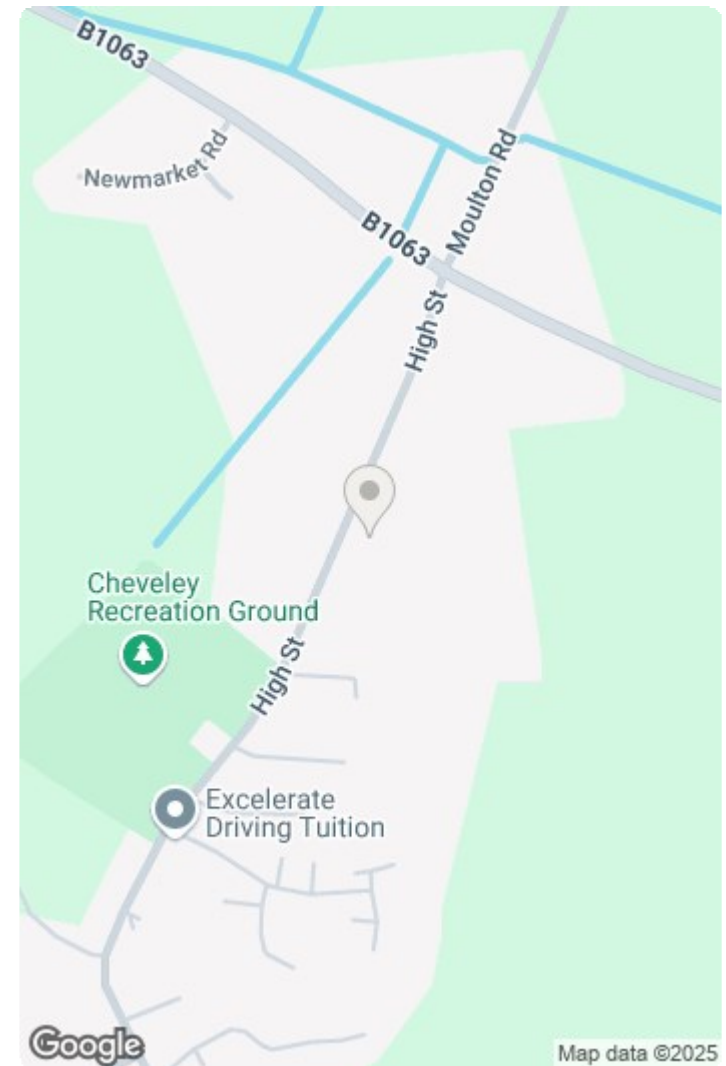 B1063
Newmarket Rd
Moulton Rd
B1063
High St
Cheveley
Recreation Ground
High St
Excelerate
Driving Tuition
Google
Map data ©2025